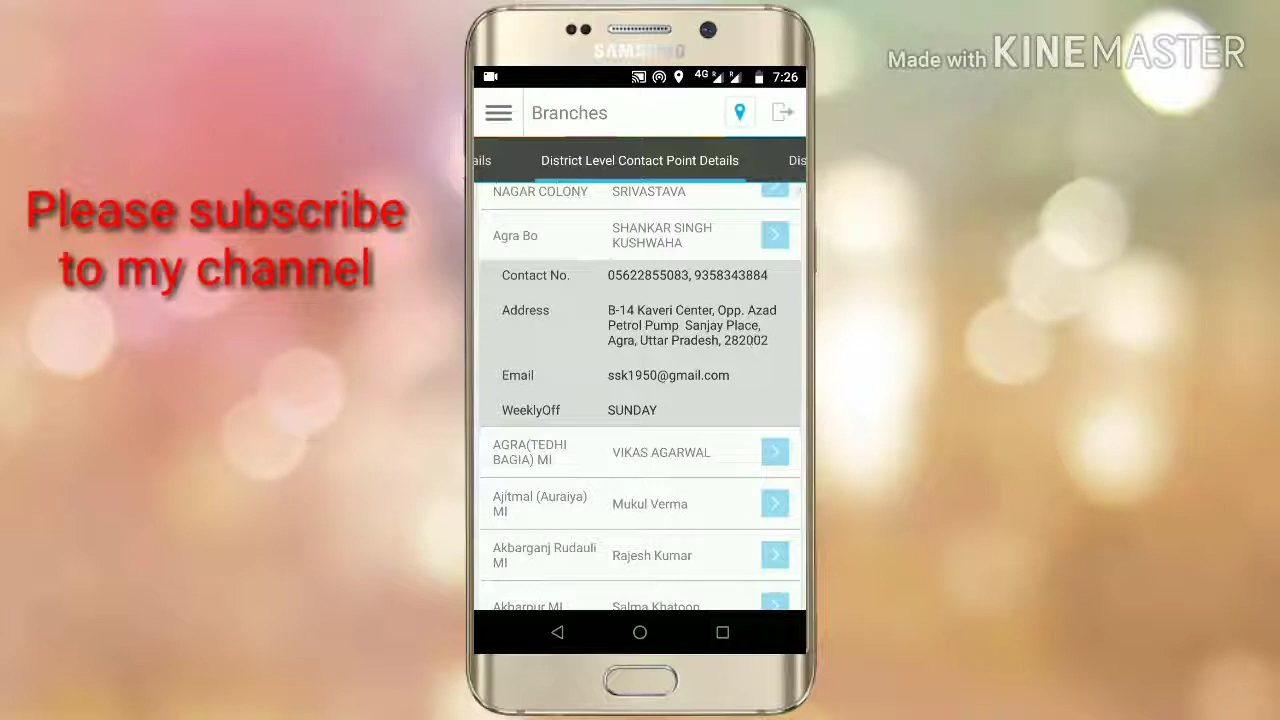 SAMSUNG
Made with KINEMASTER
4G 7:26
Branches
ails District Level Contact Point Details Dis
Please subscribe
to my channel
NAGAR COLONY SRIVASTAVA
Agra Bo SHANKAR SINGH
KUSHWAHA
Contact No. 05622855083, 9358343884
Address B-14 Kaveri Center, Opp. Azad
Petrol Pump Sanjay Place,
Agra, Uttar Pradesh, 282002
Email ssk1950@gmail.com
WeeklyOff SUNDAY
AGRA(TEDHI
BAGIA) MI VIKAS AGARWAL
Ajitmal (Auraiya)
MI Mukul Verma
Akbarganj Rudauli
MI Rajesh Kumar
Akbarpur MI Salma Khatoon